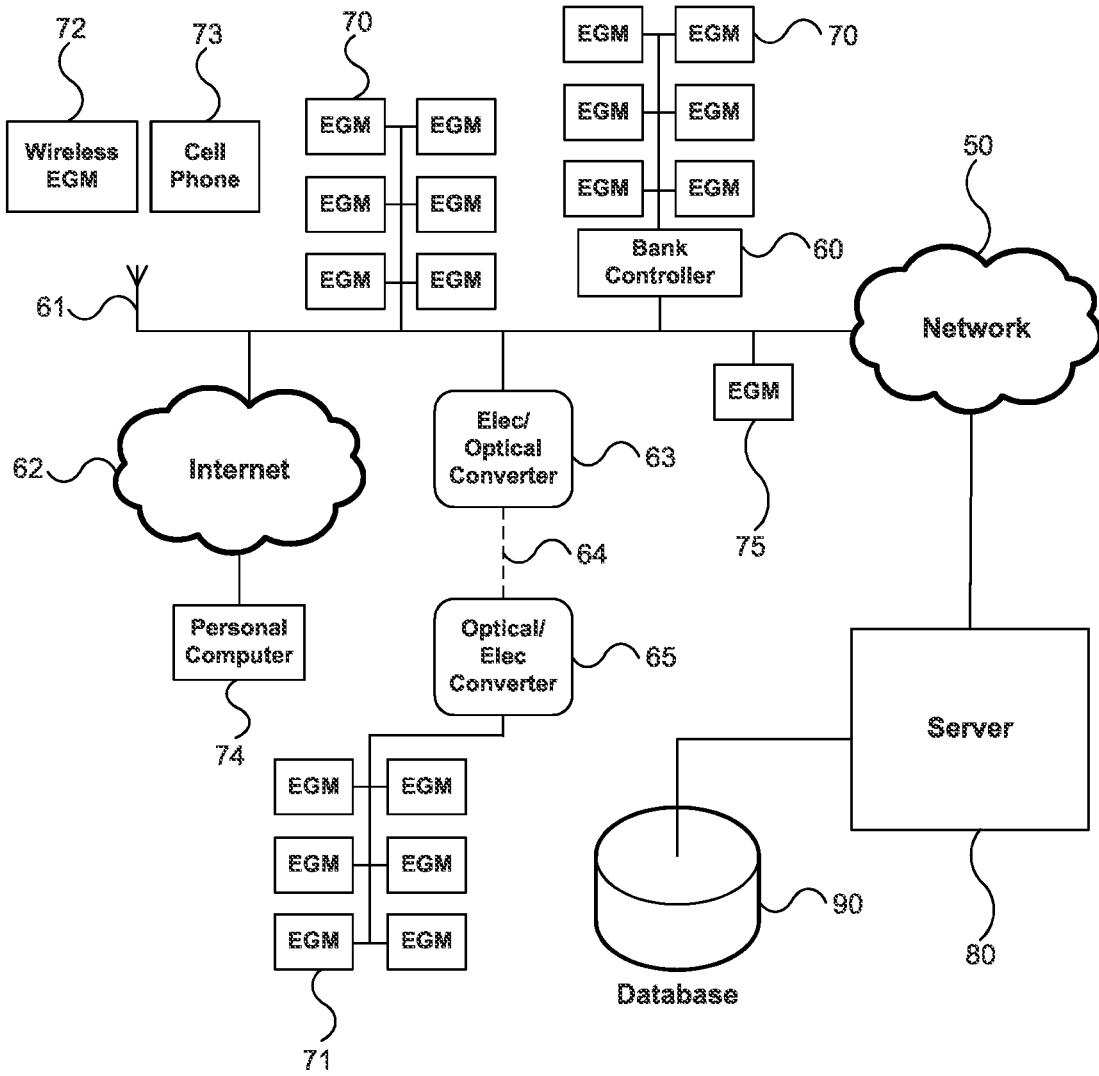 72
73
70
EGM
EGM
70
Wireless
EGM
Cell
Phone
EGM
EGM
EGM
EGM
EGM
EGM
EGM
EGM
50
EGM
EGM
Bank
Controller
60
61
Network
EGM
62
Internet
Elec/
Optical
Converter
63
75
64
Personal
Computer
Optical/
Elec
Converter
65
74
Server
EGM
EGM
EGM
EGM
90
EGM
EGM
80
Database
71